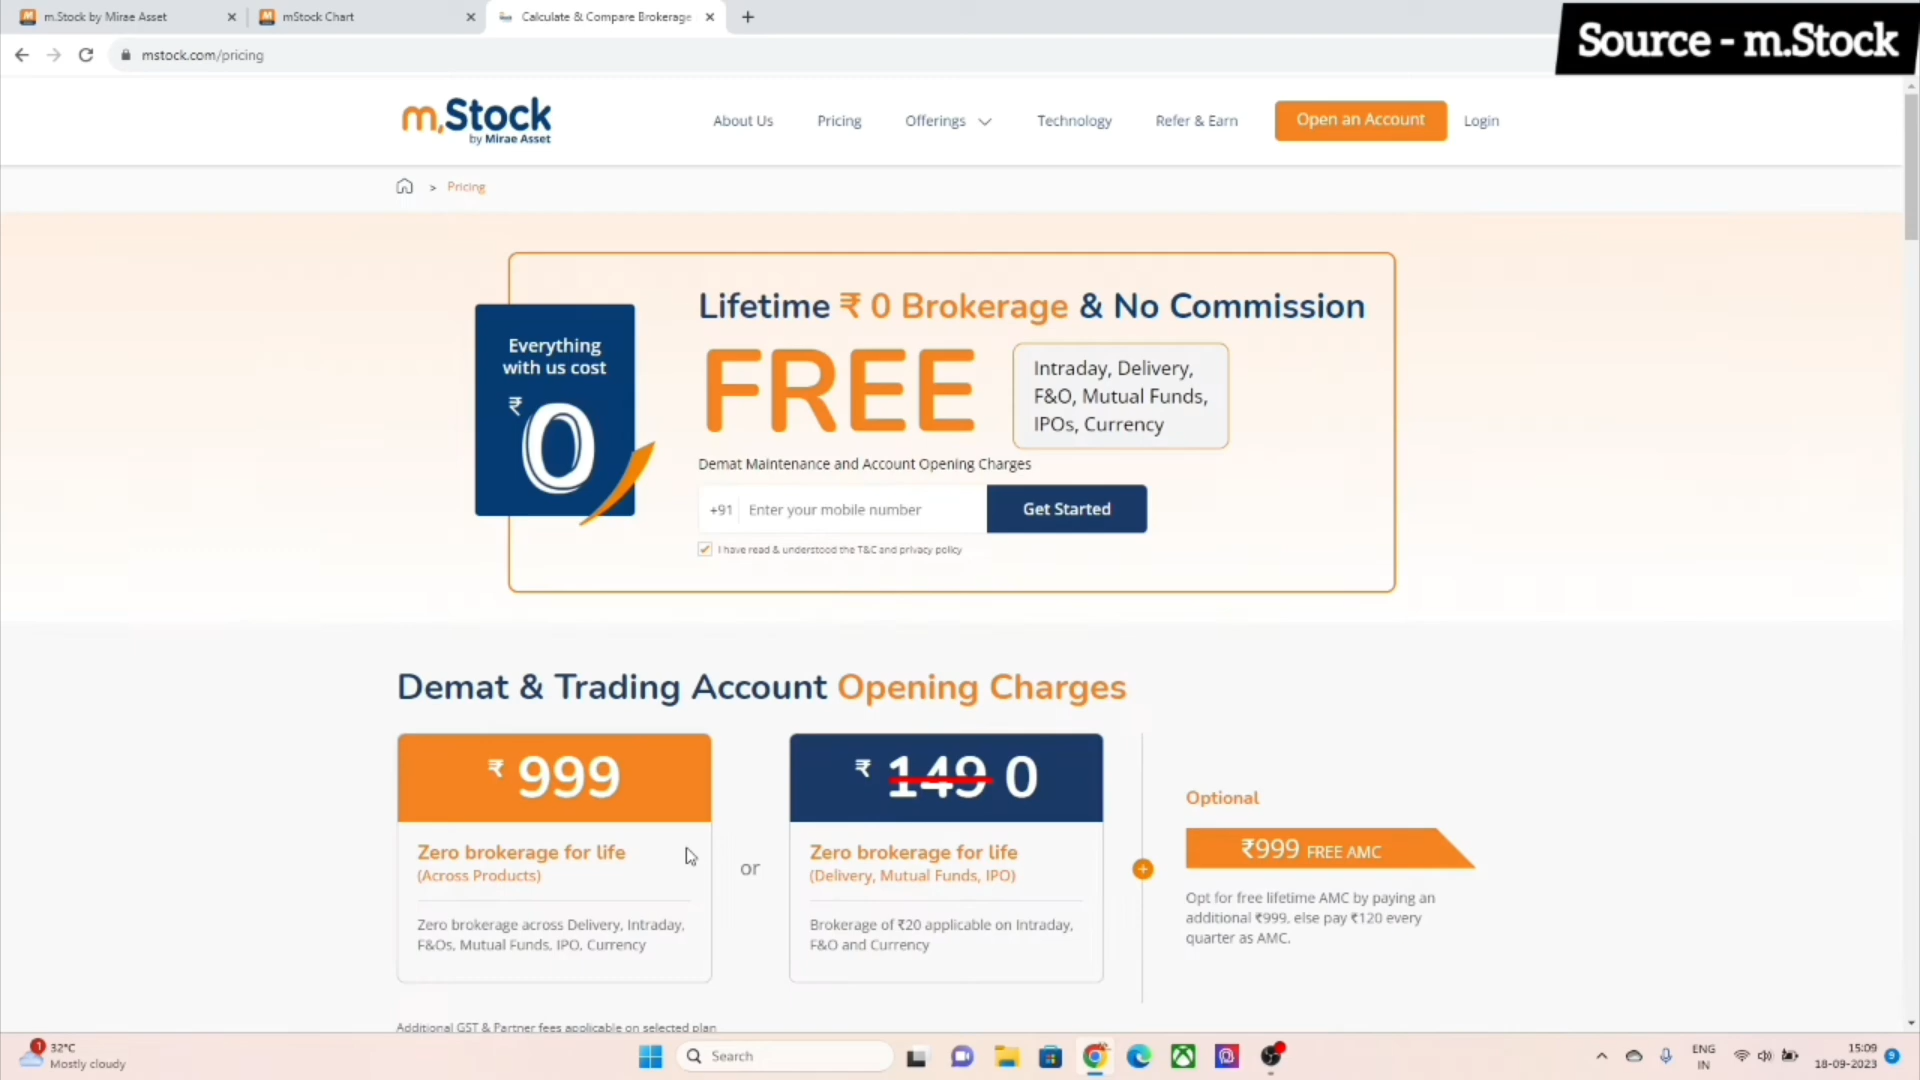 m.Stock by Mirae Asset
mStock Chart
Calculate & Compare Brokerage
Source - m.Stock
mstock.com/pricing
m.Stock
by Mirae Asset
About Us
Pricing
Offerings
Technology
Refer & Earn
Open an Account
Login
> Pricing
Everything
with us cost
₹ 0
Lifetime ₹ 0 Brokerage & No Commission
FREE
Intraday, Delivery,
F&O, Mutual Funds,
IPOs, Currency
Demat Maintenance and Account Opening Charges
+91 Enter your mobile number
Get Started
I have read & understood the T&C and privacy policy
Demat & Trading Account Opening Charges
₹ 999
Zero brokerage for life
(Across Products)
Zero brokerage across Delivery, Intraday,
F&Os, Mutual Funds, IPO, Currency
or
₹ 149 0
Zero brokerage for life
(Delivery, Mutual Funds, IPO)
Brokerage of ₹20 applicable on Intraday,
F&O and Currency
+
Optional
₹999 FREE AMC
Opt for free lifetime AMC by paying an
additional ₹999, else pay ₹120 every
quarter as AMC.
Additional GST & Partner fees applicable on selected plan
1
32°C
Mostly cloudy
Search
ENG
IN
15:09
18-09-2023
9